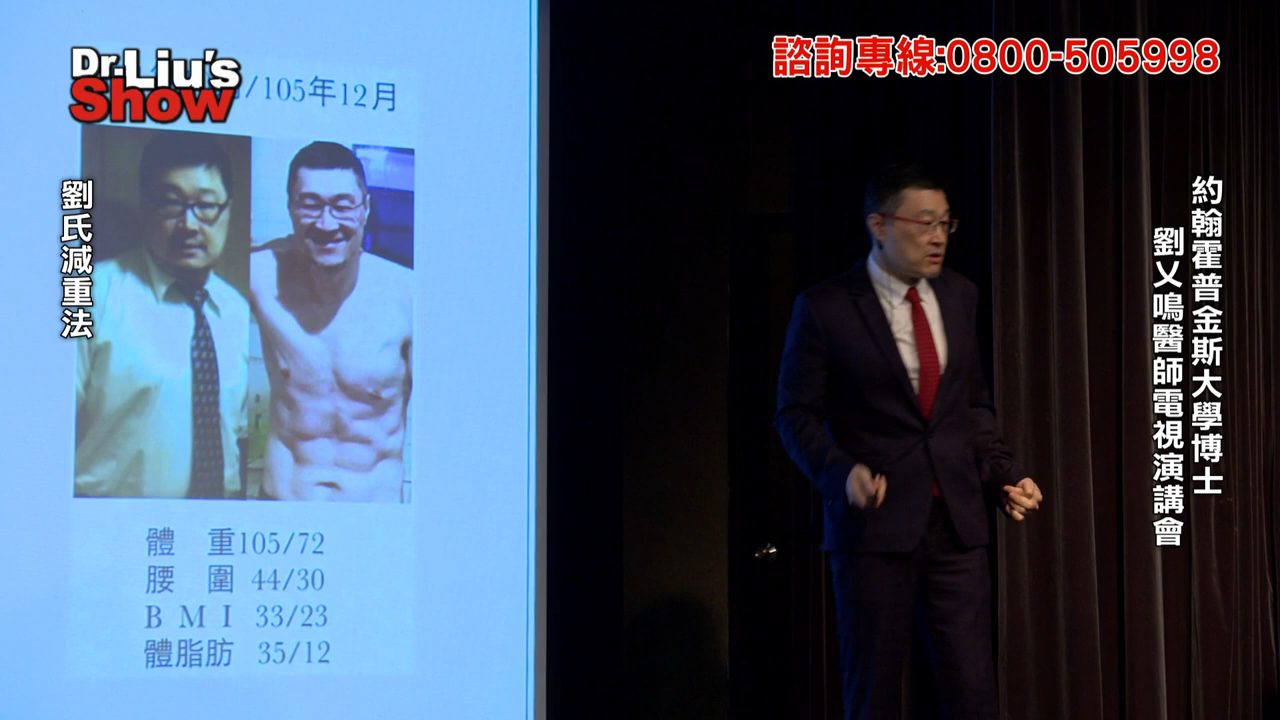 Dr.Liu's
Show
諮詢專線:0800-505998
/105年12月
劉氏減重法
約翰霍普金斯大學博士
劉乂鳴醫師電視演講會
體 重105/72
腰 圍 44/30
B M I 33/23
體脂肪 35/12